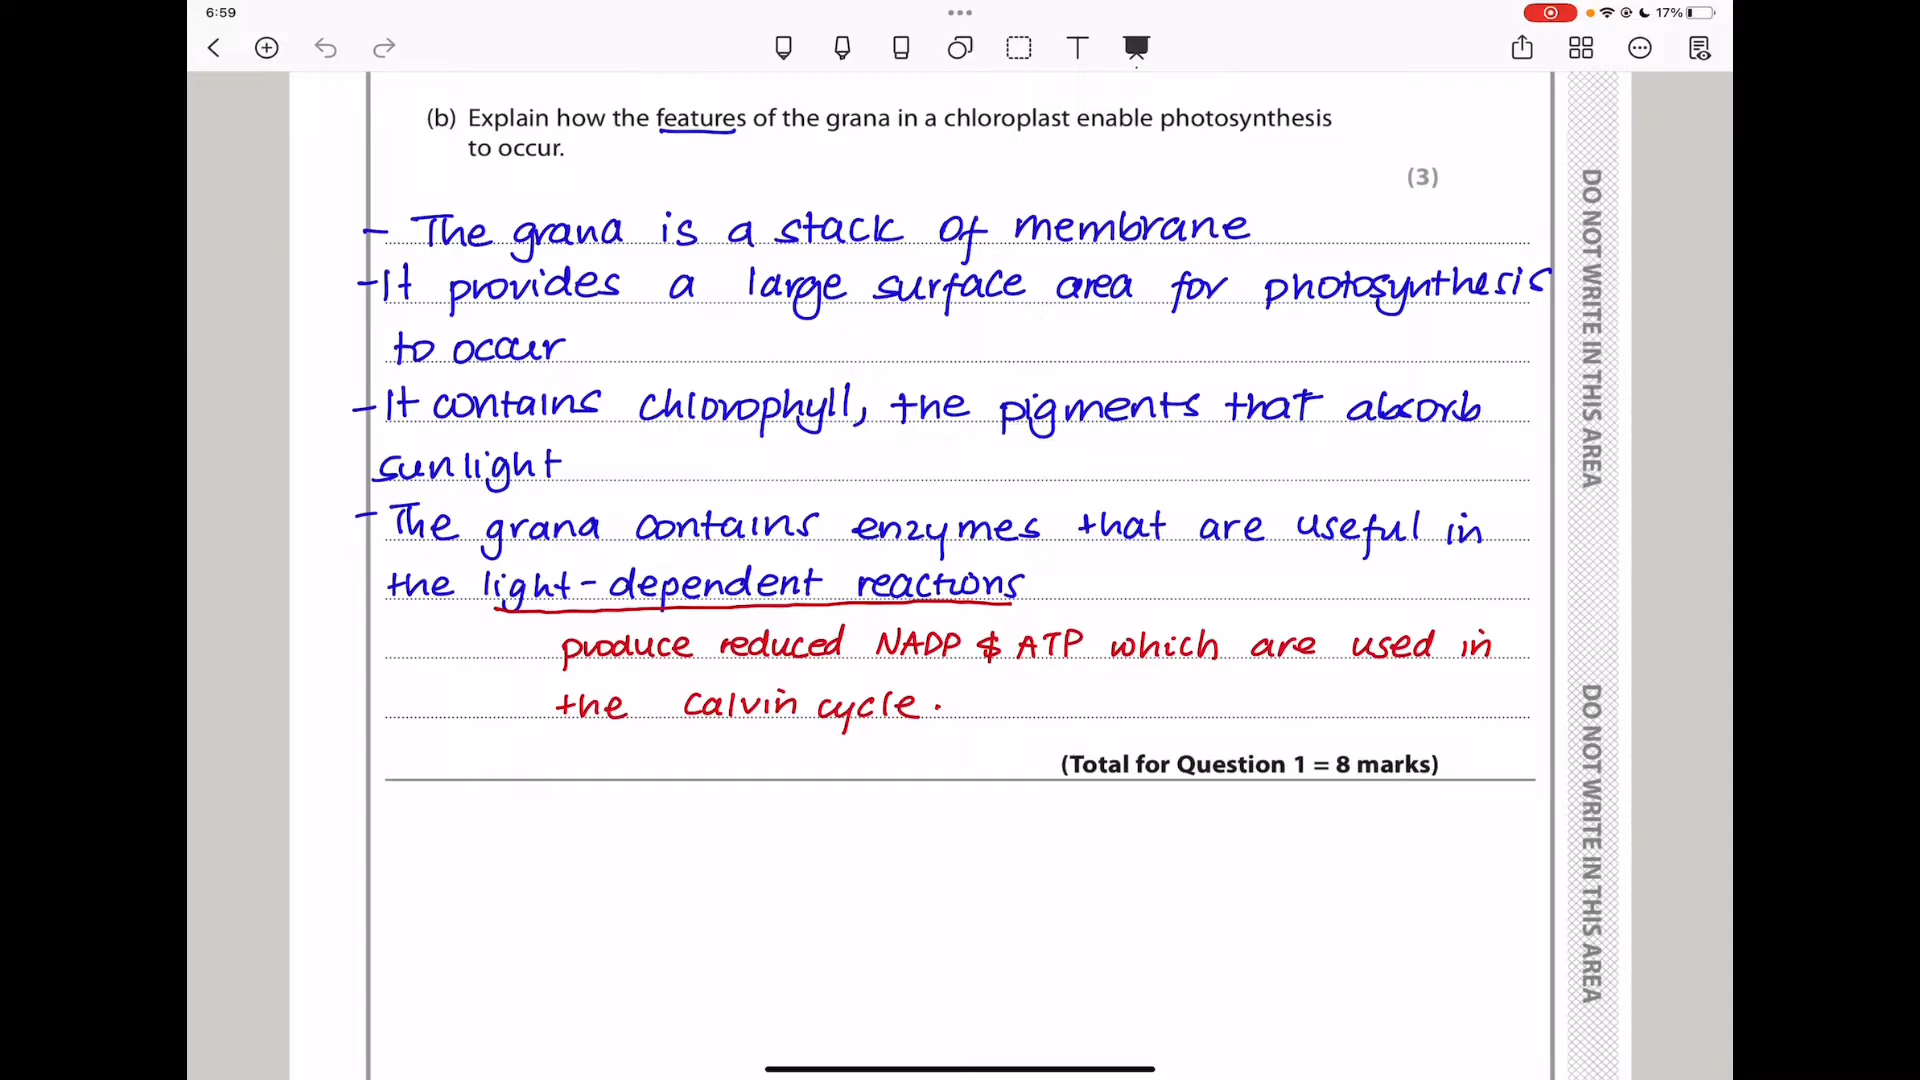 6:59
17%
(b) Explain how the features of the grana in a chloroplast enable photosynthesis
to occur.
(3)
- The grana is a stack of membrane
- It provides a large surface area for photosynthesis
to occur
- It contains chlorophyll, the pigments that absorb
sunlight
- The grana contains enzymes that are useful in
the light-dependent reactions
produce reduced NADP & ATP which are used in
the calvin cycle.
(Total for Question 1 = 8 marks)
DO NOT WRITE IN THIS AREA
DO NOT WRITE IN THIS AREA